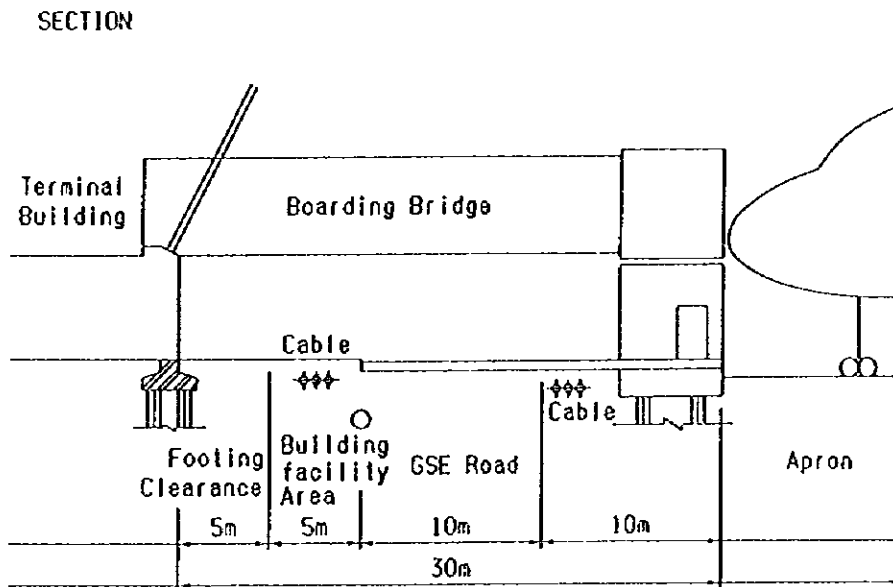 SECTION
Terminal
Building
Boarding Bridge
Cable
Cable
Footing
Clearance
Building
facility
Area
GSE Road
Apron
5m
5m
10m
10m
30m